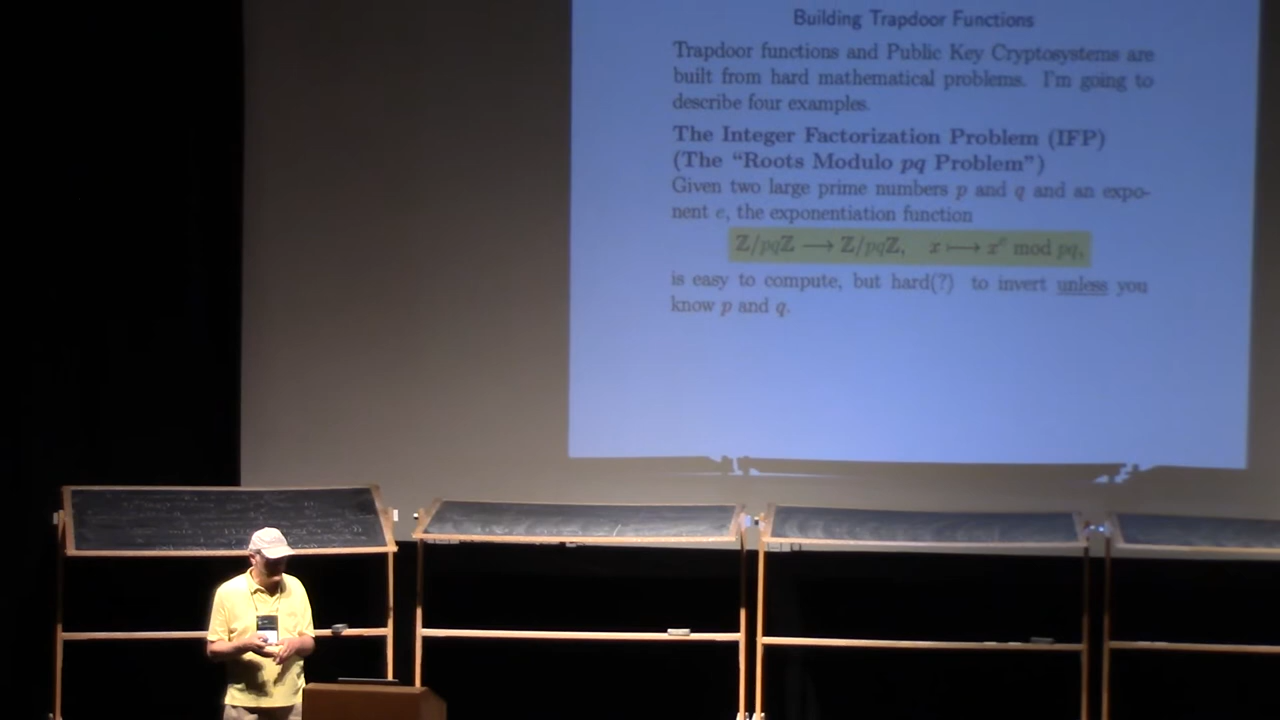 Building Trapdoor Functions
Trapdoor functions and Public Key Cryptosystems are
built from hard mathematical problems. I'm going to
describe four examples.
The Integer Factorization Problem (IFP)
(The “Roots Modulo pq Problem”)
Given two large prime numbers p and q and an expo-
nent e, the exponentiation function
ℤ/pqℤ ⟶ ℤ/pqℤ, x ⟼ xᵉ mod pq,
is easy to compute, but hard(?) to invert unless you
know p and q.